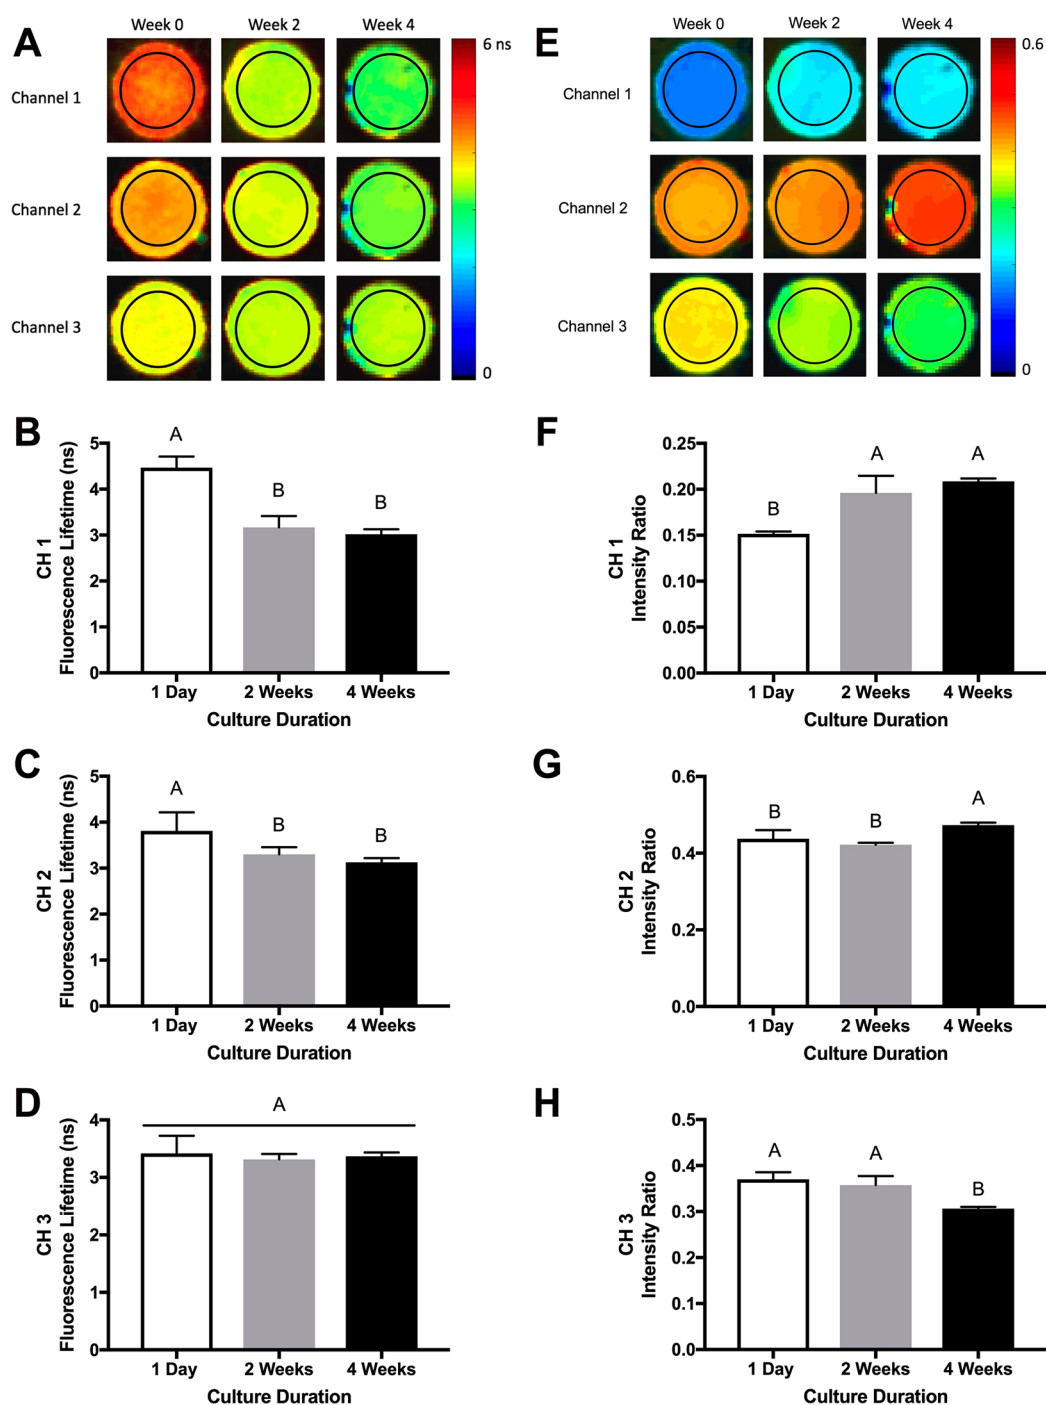 A
Week 0
Week 2
Week 4
6 ns
Channel 1
Channel 2
Channel 3
0
E
Week 0
Week 2
Week 4
0.6
Channel 1
Channel 2
Channel 3
0
B
CH 1
Fluorescence Lifetime (ns)
5
4
3
2
1
0
A
B
B
1 Day
2 Weeks
4 Weeks
Culture Duration
F
CH 1
Intensity Ratio
0.25
0.20
0.15
0.10
0.05
0.00
B
A
A
1 Day
2 Weeks
4 Weeks
Culture Duration
C
CH 2
Fluorescence Lifetime (ns)
5
4
3
2
1
0
A
B
B
1 Day
2 Weeks
4 Weeks
Culture Duration
G
CH 2
Intensity Ratio
0.6
0.4
0.2
0.0
B
B
A
1 Day
2 Weeks
4 Weeks
Culture Duration
D
CH 3
Fluorescence Lifetime (ns)
4
3
2
1
0
A
1 Day
2 Weeks
4 Weeks
Culture Duration
H
CH 3
Intensity Ratio
0.5
0.4
0.3
0.2
0.1
0.0
A
A
B
1 Day
2 Weeks
4 Weeks
Culture Duration